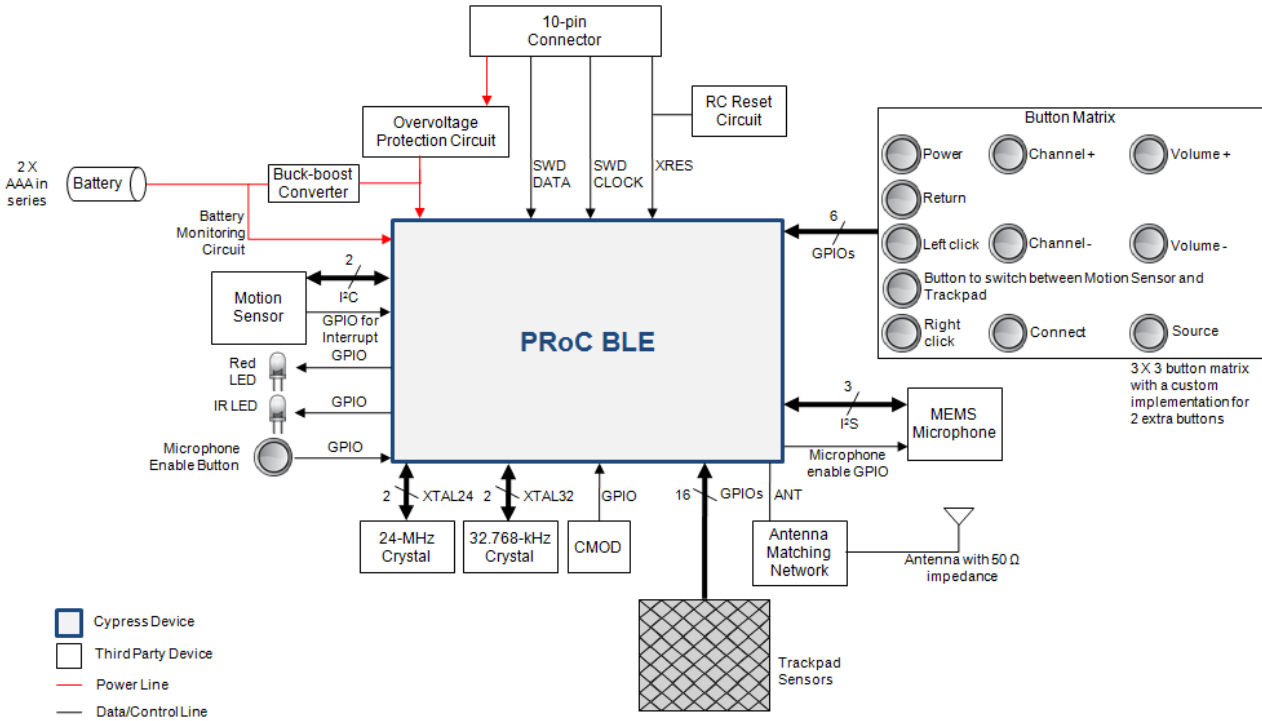 10-pin
Connector
RC Reset
Circuit
Overvoltage
Protection Circuit
2 X
AAA in
series
Battery
Buck-boost
Converter
Battery
Monitoring
Circuit
SWD
DATA
SWD
CLOCK
XRES
Button Matrix
Power
Channel +
Volume +
Return
Left click
Channel -
Volume -
Button to switch between Motion Sensor and
Trackpad
Right
click
Connect
Source
3 X 3 button matrix
with a custom
implementation for
2 extra buttons
6
GPIOs
Motion
Sensor
2
I²C
GPIO for
Interrupt
Red
LED
GPIO
IR LED
GPIO
Microphone
Enable Button
GPIO
PRoC BLE
3
I²S
MEMS
Microphone
Microphone
enable GPIO
2
XTAL24
2
XTAL32
GPIO
16
GPIOs
ANT
24-MHz
Crystal
32.768-kHz
Crystal
CMOD
Antenna
Matching
Network
Antenna with 50 Ω
impedance
Trackpad
Sensors
Cypress Device
Third Party Device
Power Line
Data/Control Line